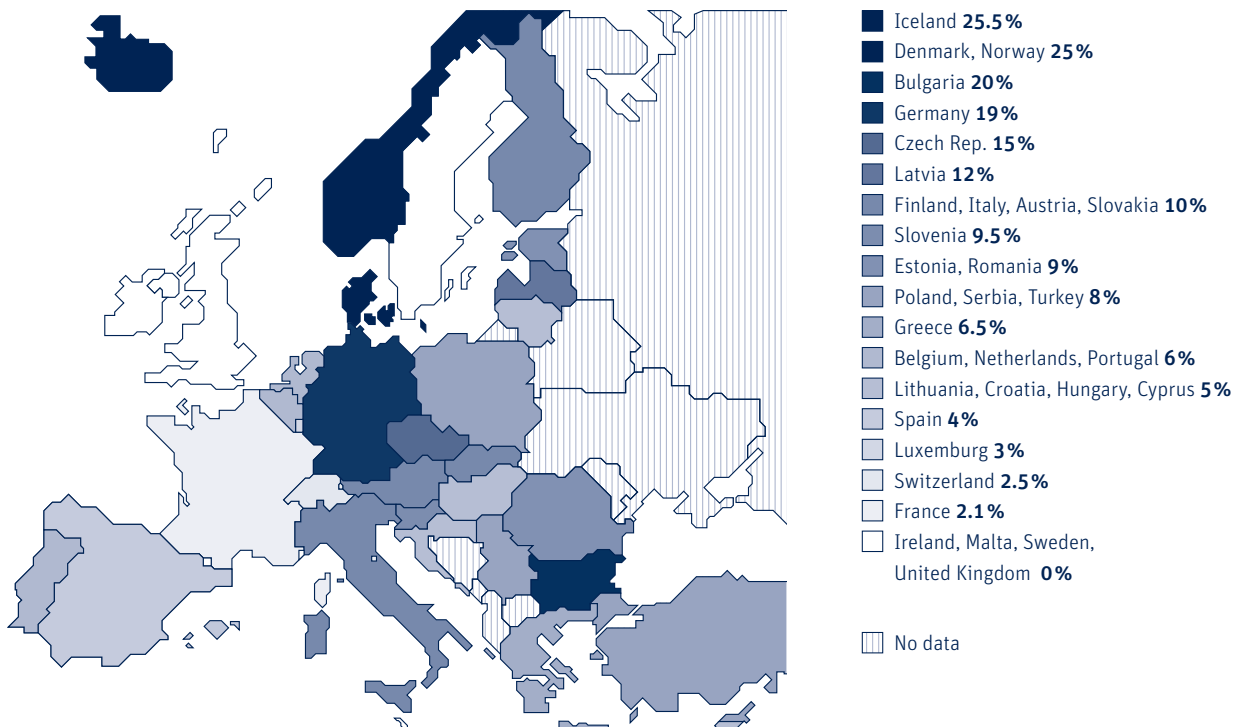 Iceland 25.5%
Denmark, Norway 25%
Bulgaria 20%
Germany 19%
Czech Rep. 15%
Latvia 12%
Finland, Italy, Austria, Slovakia 10%
Slovenia 9.5%
Estonia, Romania 9%
Poland, Serbia, Turkey 8%
Greece 6.5%
Belgium, Netherlands, Portugal 6%
Lithuania, Croatia, Hungary, Cyprus 5%
Spain 4%
Luxemburg 3%
Switzerland 2.5%
France 2.1%
Ireland, Malta, Sweden,
United Kingdom 0%
No data